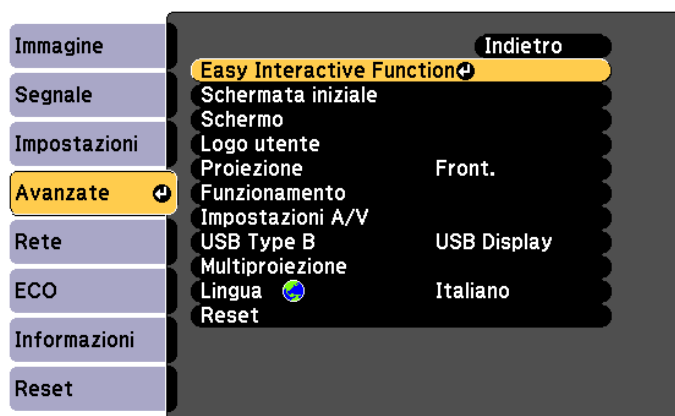 Immagine
Segnale
Impostazioni
Avanzate
Rete
ECO
Informazioni
Reset
Indietro
Easy Interactive Function
Schermata iniziale
Schermo
Logo utente
Proiezione Front.
Funzionamento
Impostazioni A/V
USB Type B USB Display
Multiproiezione
Lingua Italiano
Reset